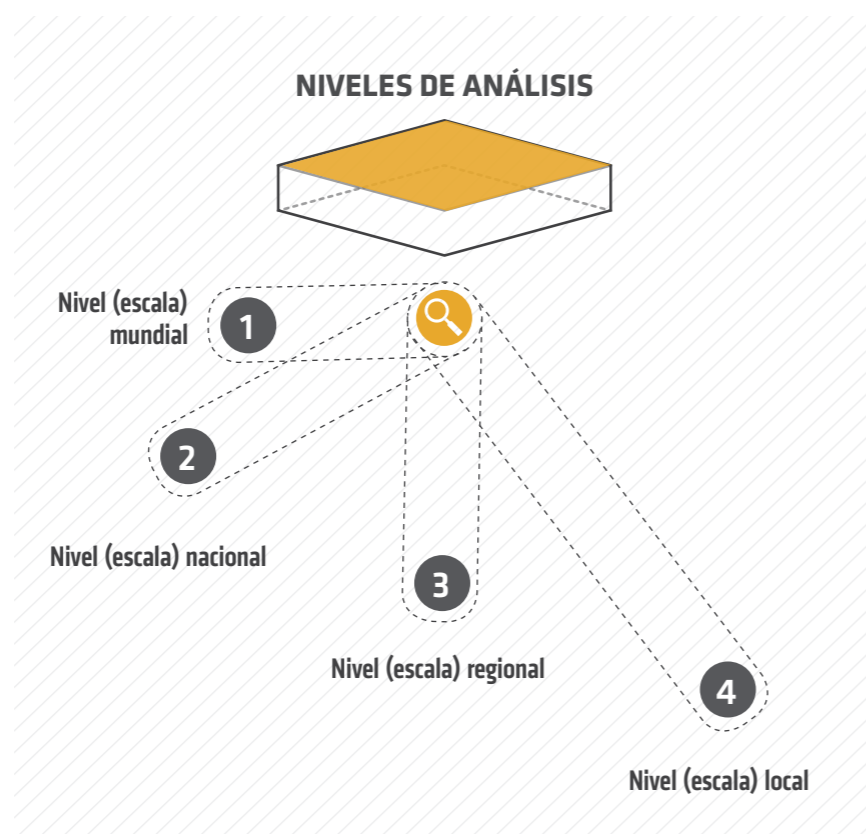 NIVELES DE ANÁLISIS
Nivel (escala)
mundial
1
2
Nivel (escala) nacional
3
Nivel (escala) regional
4
Nivel (escala) local